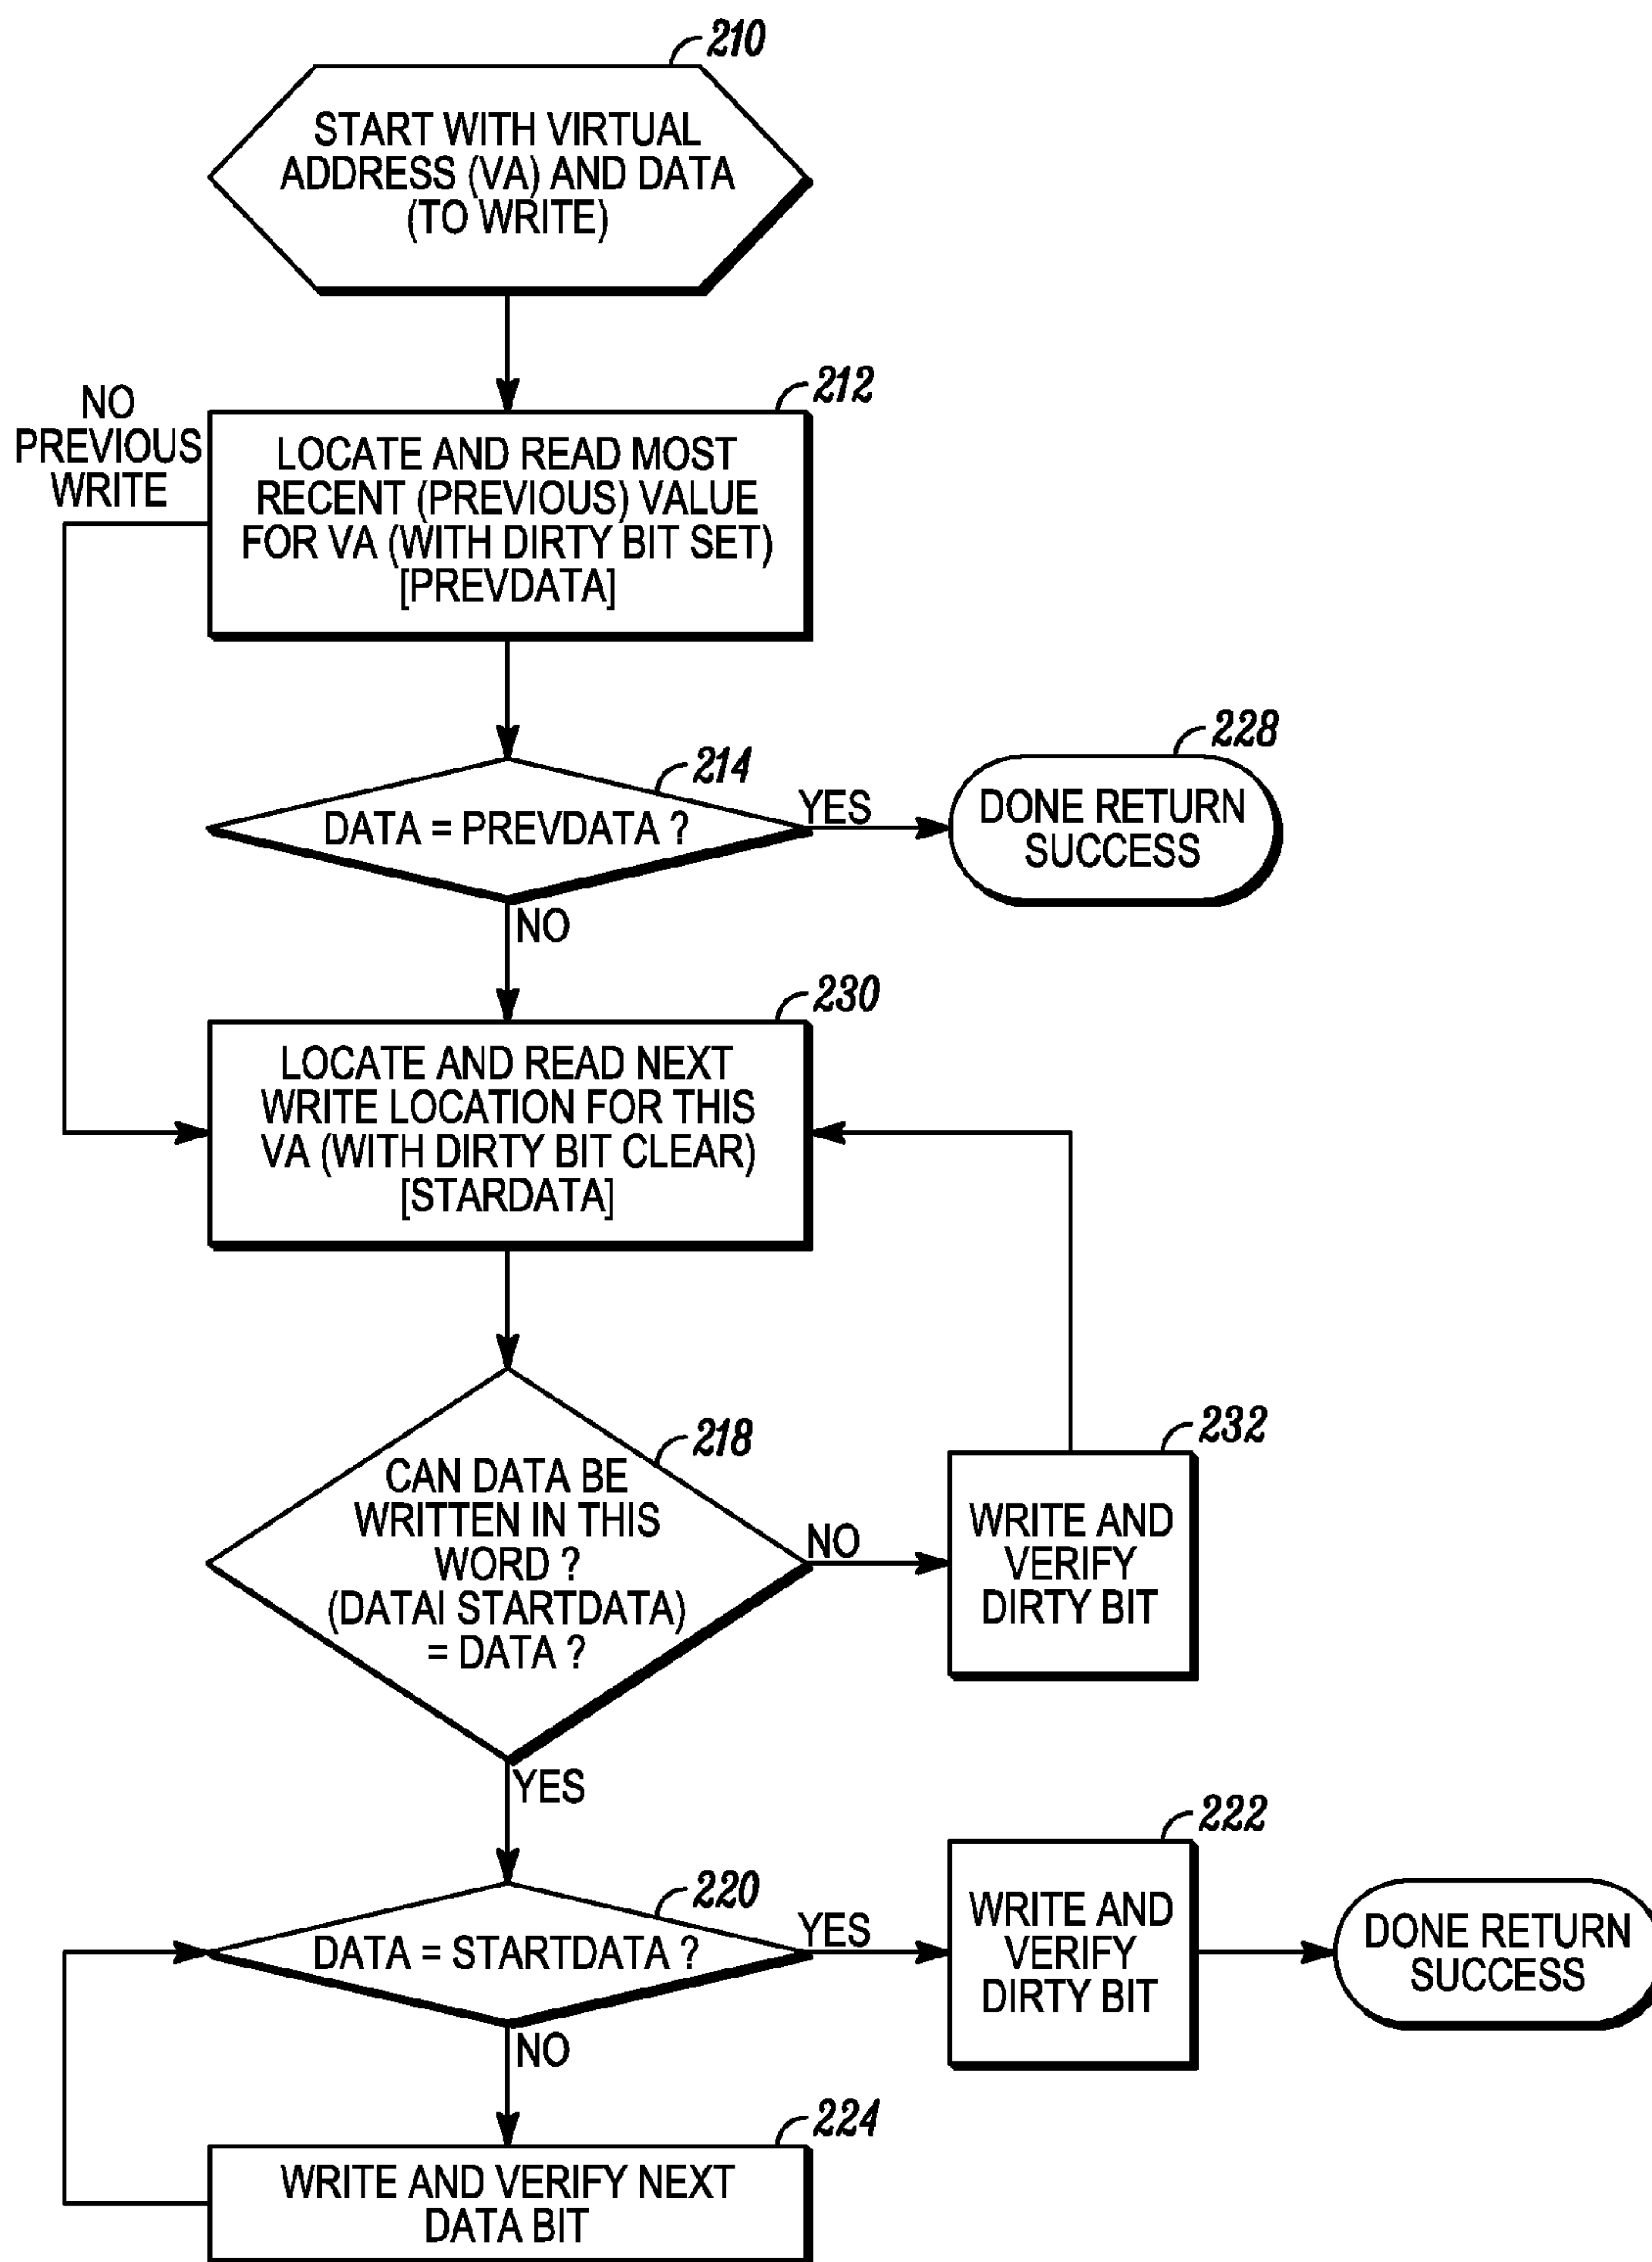 210
START WITH VIRTUAL
ADDRESS (VA) AND DATA
(TO WRITE)
NO
PREVIOUS
WRITE
212
LOCATE AND READ MOST
RECENT (PREVIOUS) VALUE
FOR VA (WITH DIRTY BIT SET)
[PREVDATA]
214
DATA = PREVDATA ?
YES
228
DONE RETURN
SUCCESS
NO
230
LOCATE AND READ NEXT
WRITE LOCATION FOR THIS
VA (WITH DIRTY BIT CLEAR)
[STARDATA]
218
CAN DATA BE
WRITTEN IN THIS
WORD ?
(DATAI STARTDATA)
= DATA ?
NO
232
WRITE AND
VERIFY
DIRTY BIT
YES
220
DATA = STARTDATA ?
YES
222
WRITE AND
VERIFY
DIRTY BIT
DONE RETURN
SUCCESS
NO
224
WRITE AND VERIFY NEXT
DATA BIT